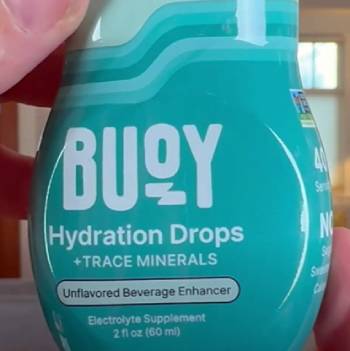 BUOY
Hydration Drops
+TRACE MINERALS
Unflavored Beverage Enhancer
Electrolyte Supplement
2 fl oz (60 ml)